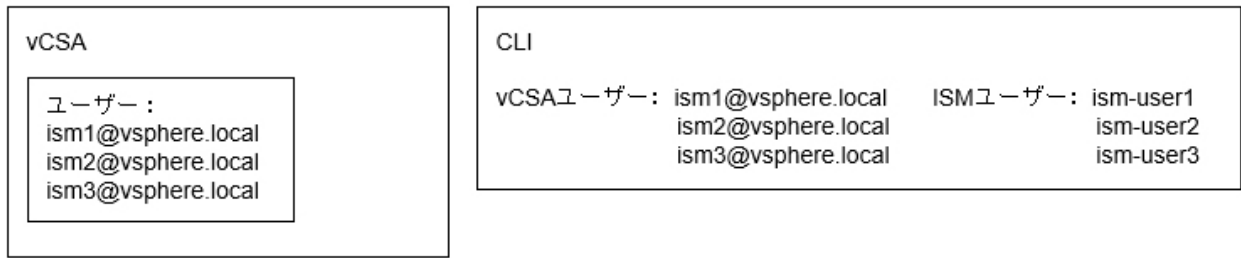 vCSA
ユーザー：
ism1@vsphere.local
ism2@vsphere.local
ism3@vsphere.local
CLI
vCSAユーザー： ism1@vsphere.local ISMユーザー： ism-user1
ism2@vsphere.local ism-user2
ism3@vsphere.local ism-user3